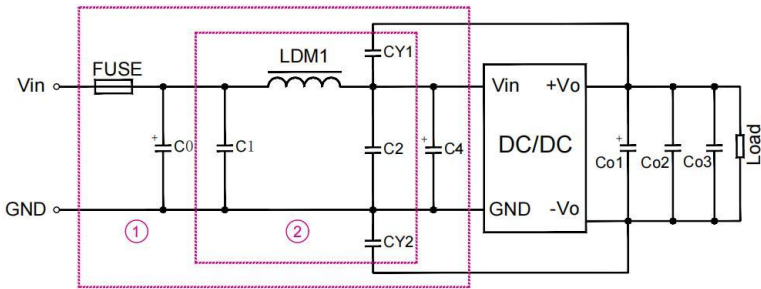 LDM1
CY1
FUSE
Vin
Vin
+Vo
C0
C1
C2
C4
DC/DC
Co1
Co2
Co3
Load
GND
GND
-Vo
1
2
CY2
+
+
+